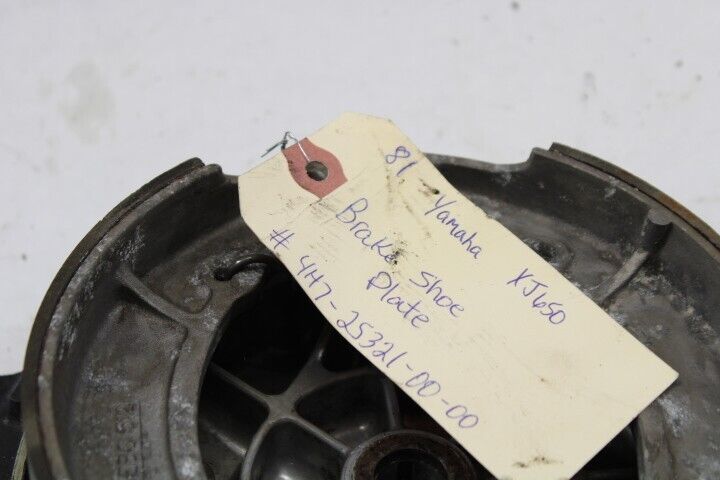 81 Yamaha XJ650
Brake Shoe
Plate
# 4H7-25321-00-00